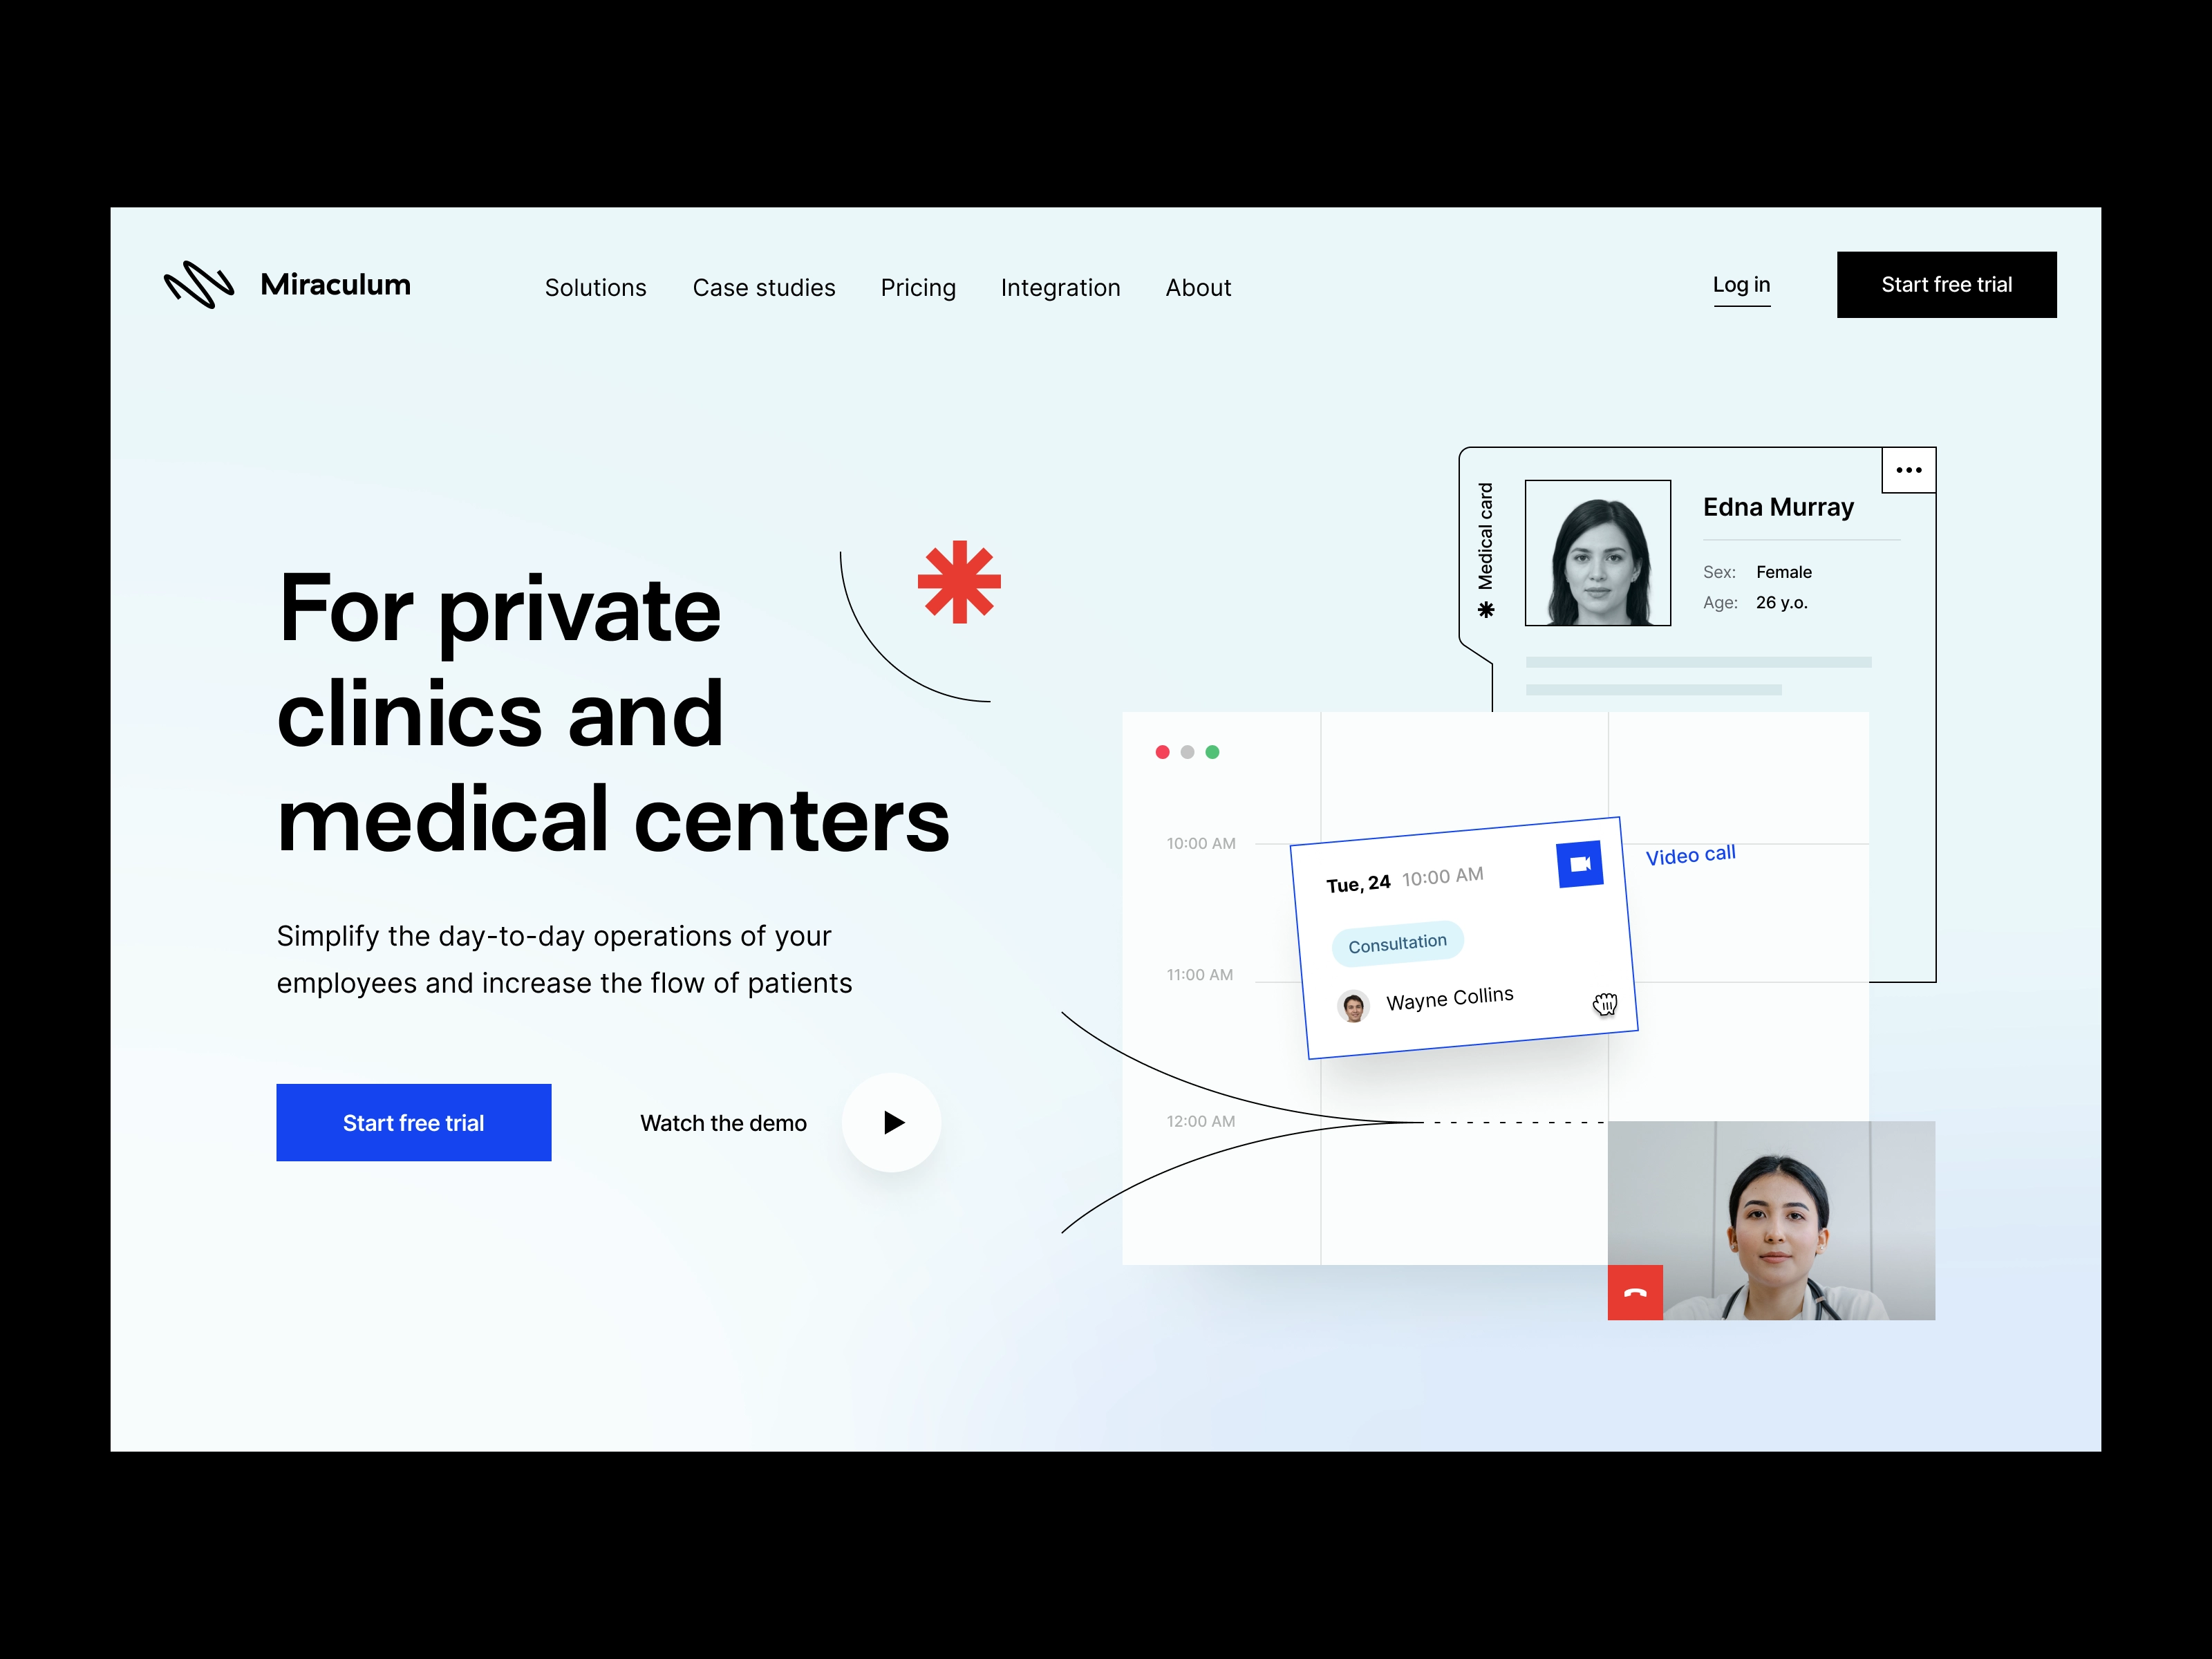 Miraculum
Solutions
Case studies
Pricing
Integration
About
Log in
Start free trial
For private
clinics and
medical centers
Simplify the day-to-day operations of your
employees and increase the flow of patients
Start free trial
Watch the demo
Medical card
Edna Murray
Sex: Female
Age: 26 y.o.
10:00 AM
11:00 AM
12:00 AM
Tue, 24 10:00 AM
Video call
Consultation
Wayne Collins